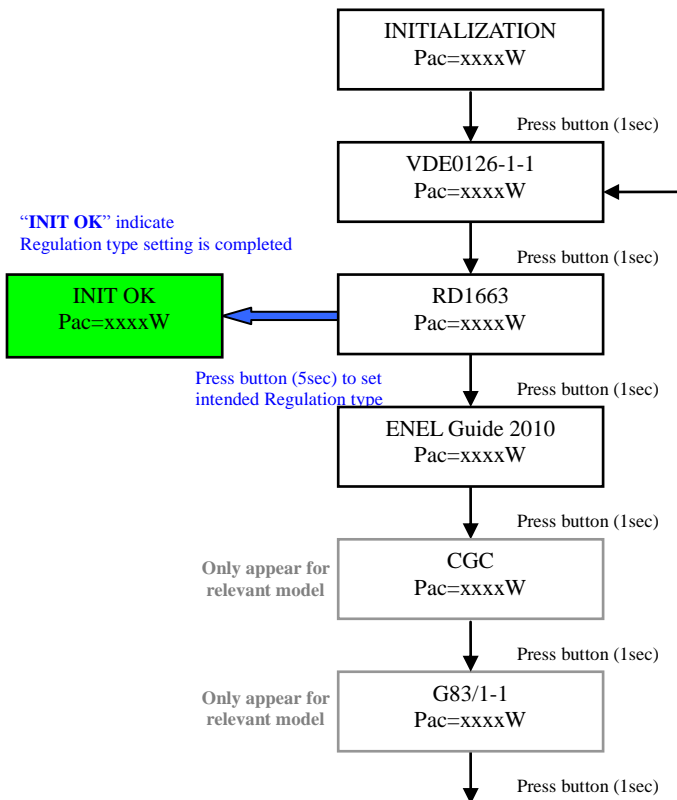 INITIALIZATION
Pac=xxxxW
Press button (1sec)
VDE0126-1-1
Pac=xxxxW
“INIT OK” indicate
Regulation type setting is completed
Press button (1sec)
INIT OK
Pac=xxxxW
RD1663
Pac=xxxxW
Press button (5sec) to set
intended Regulation type
Press button (1sec)
ENEL Guide 2010
Pac=xxxxW
Press button (1sec)
Only appear for
relevant model
CGC
Pac=xxxxW
Press button (1sec)
Only appear for
relevant model
G83/1-1
Pac=xxxxW
Press button (1sec)